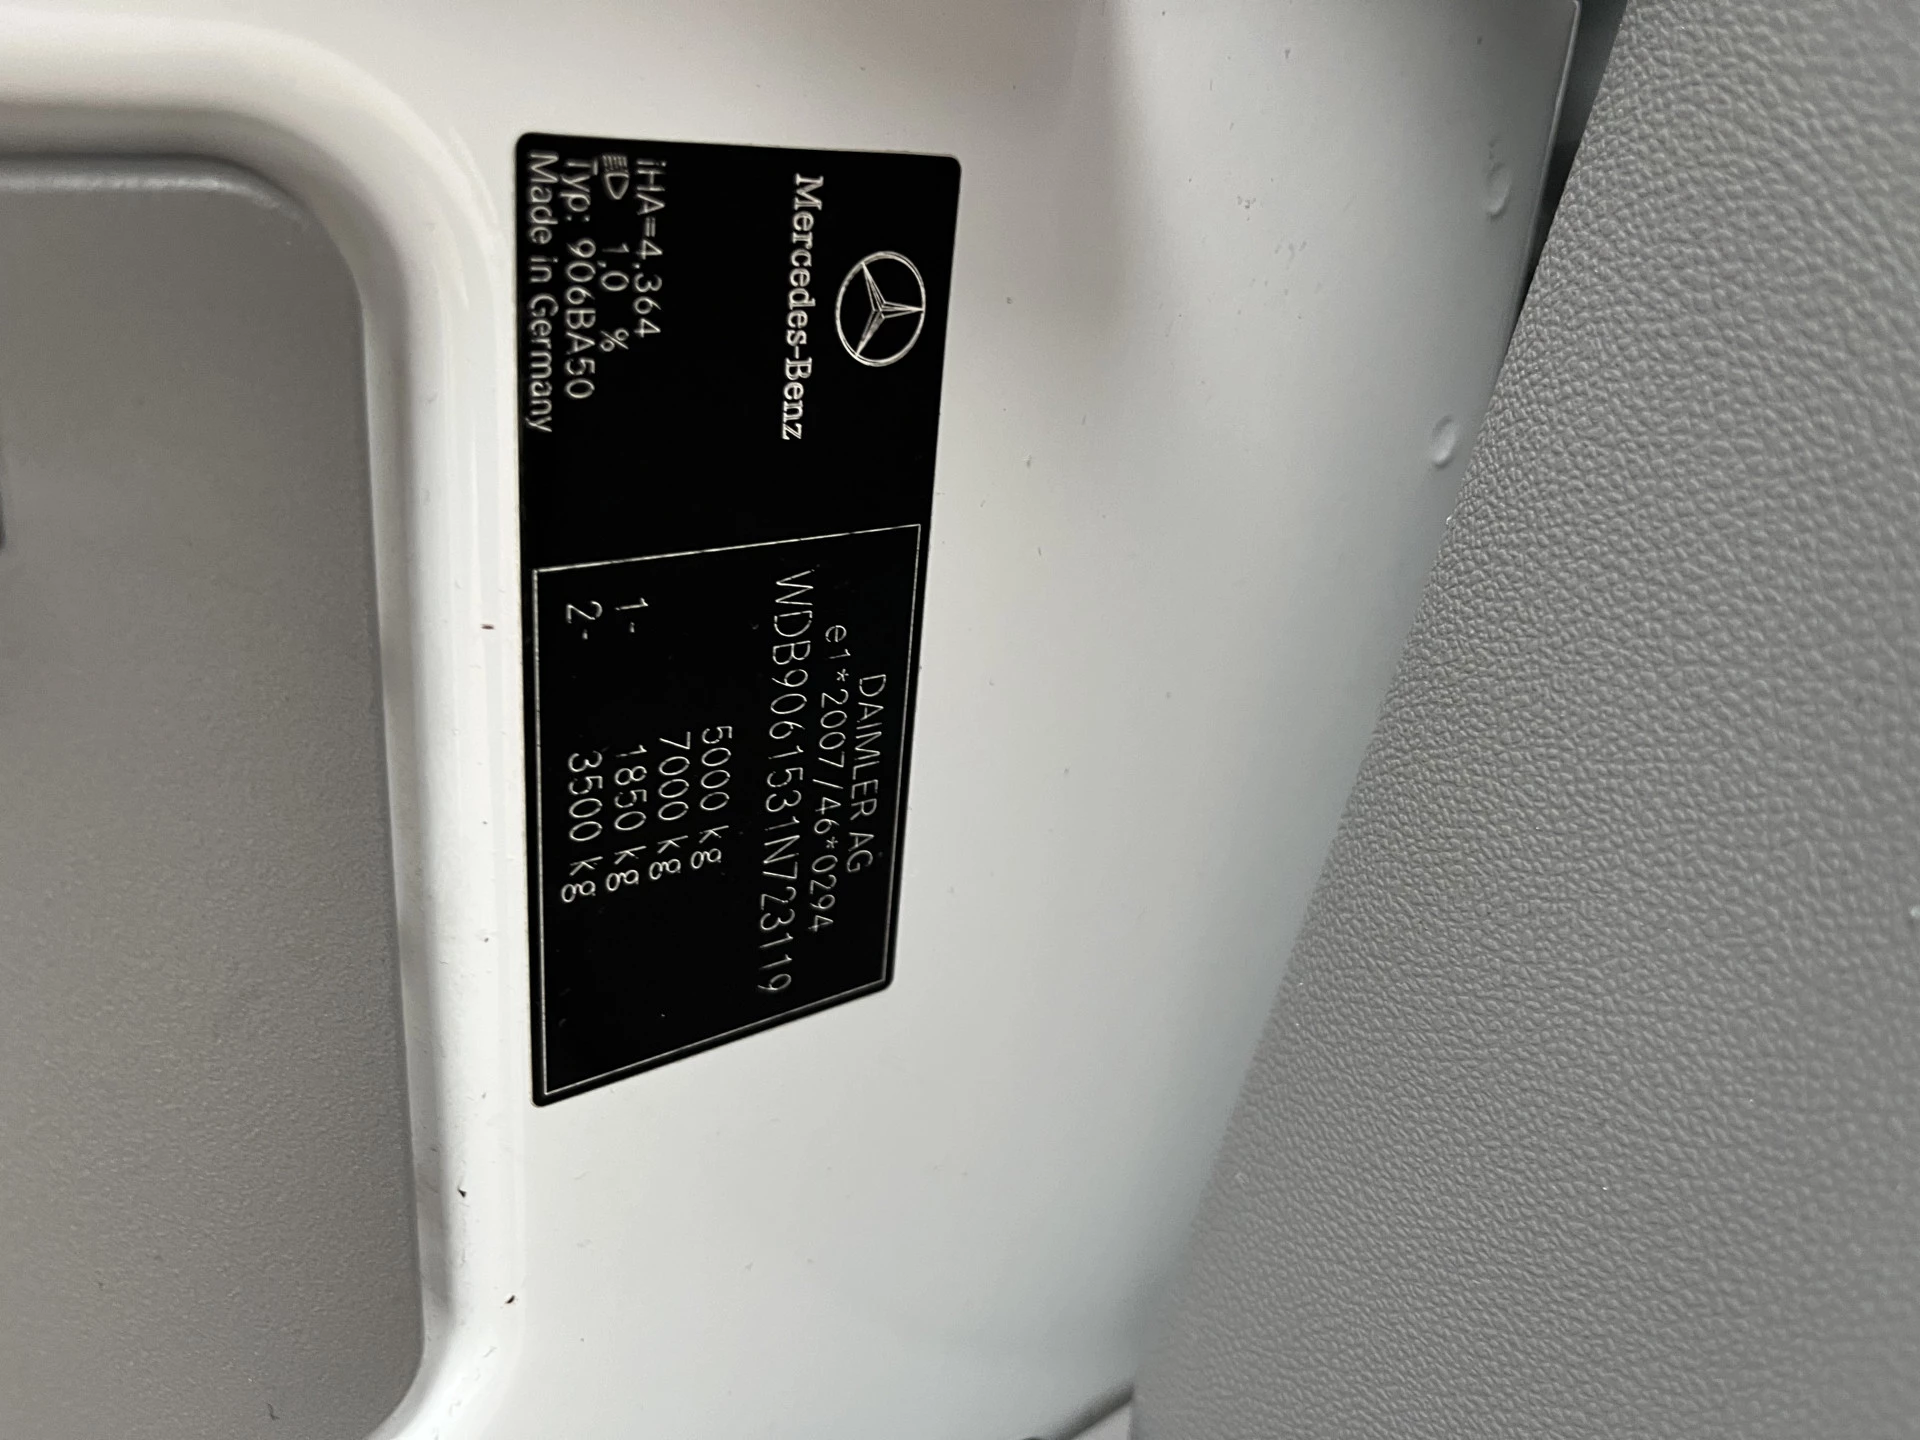 Mercedes-Benz
iHA=4,364
1,0 %
Typ: 906BA50
Made in Germany
DAIMLER AG
e1*2007/46*0294
WDB9061531N723119
5000 kg
7000 kg
1- 1850 kg
2- 3500 kg